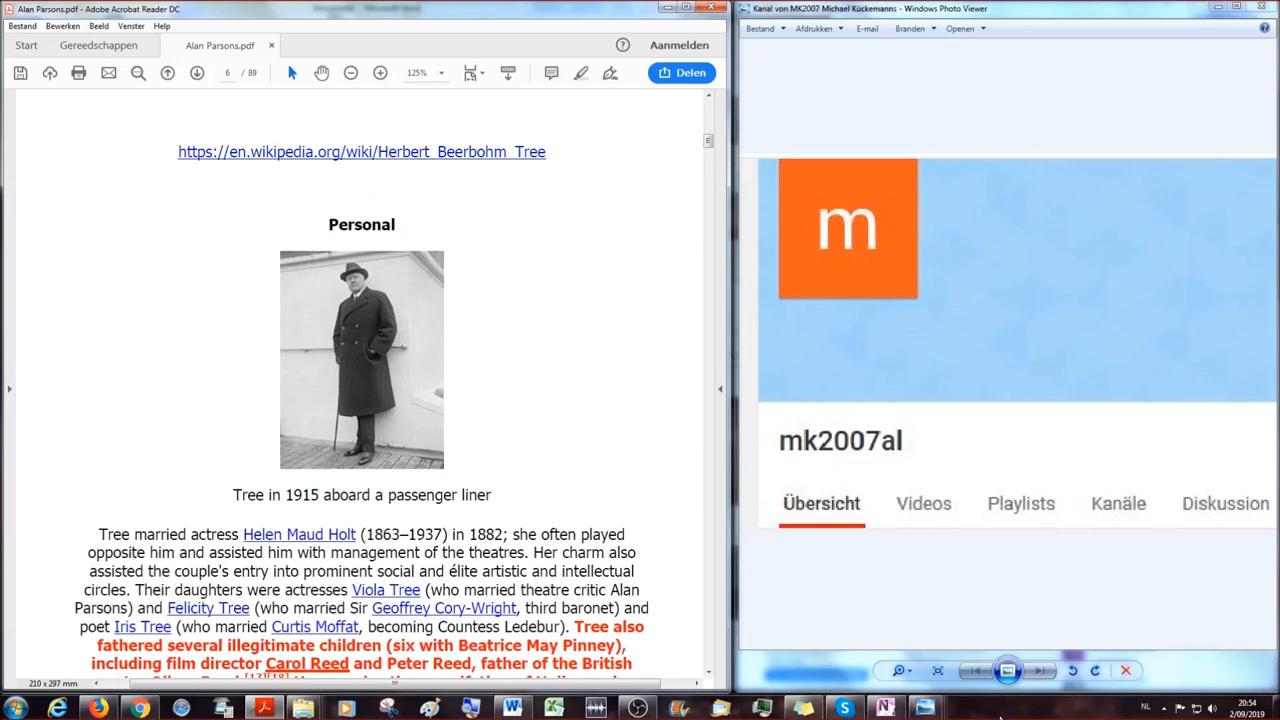 Alan Parsons.pdf - Adobe Acrobat Reader DC
Bestand Bewerken Beeld Venster Help
Start Gereedschappen Alan Parsons.pdf × Aanmelden
6 / 89 125% Delen
https://en.wikipedia.org/wiki/Herbert_Beerbohm_Tree
Personal
Tree in 1915 aboard a passenger liner
Tree married actress Helen Maud Holt (1863–1937) in 1882; she often played
opposite him and assisted him with management of the theatres. Her charm also
assisted the couple's entry into prominent social and élite artistic and intellectual
circles. Their daughters were actresses Viola Tree (who married theatre critic Alan
Parsons) and Felicity Tree (who married Sir Geoffrey Cory-Wright, third baronet) and
poet Iris Tree (who married Curtis Moffat, becoming Countess Ledebur). Tree also
fathered several illegitimate children (six with Beatrice May Pinney),
including film director Carol Reed and Peter Reed, father of the British
210 x 297 mm
Kanal von MK2007 Michael Kückemanns - Windows Photo Viewer
Bestand Afdrukken E-mail Branden Openen
m
mk2007al
Übersicht Videos Playlists Kanäle Diskussion
NL 20:54
2/09/2019